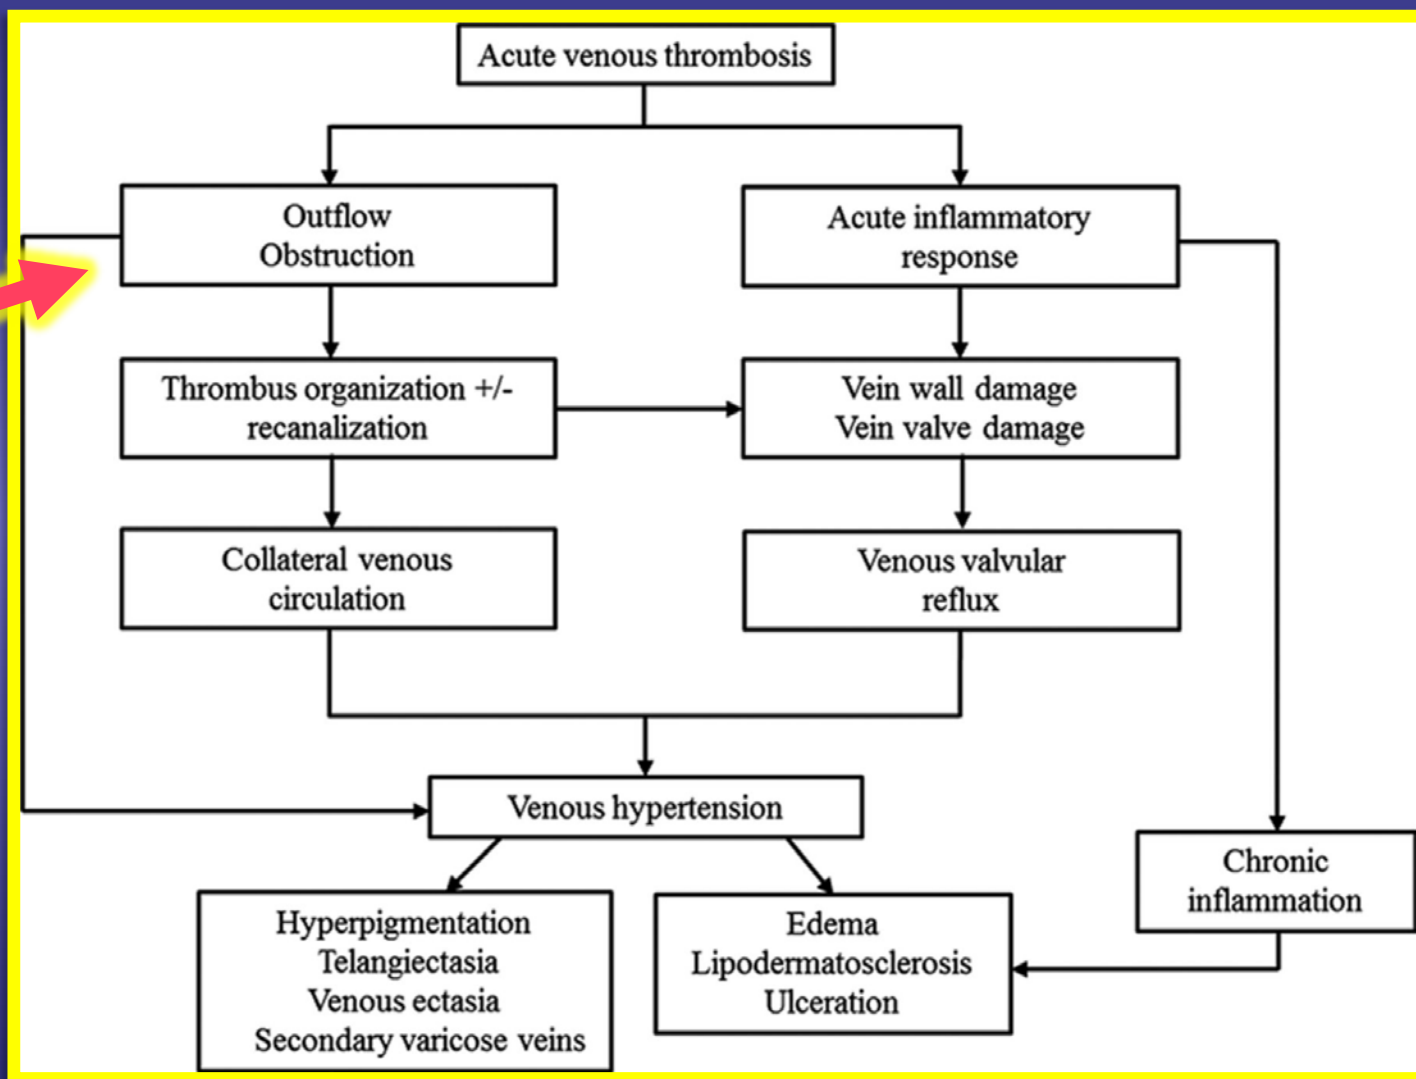 Acute venous thrombosis
Outflow
Obstruction
Acute inflammatory
response
Thrombus organization +/-
recanalization
Vein wall damage
Vein valve damage
Collateral venous
circulation
Venous valvular
reflux
Venous hypertension
Chronic
inflammation
Hyperpigmentation
Telangiectasia
Venous ectasia
Secondary varicose veins
Edema
Lipodermatosclerosis
Ulceration